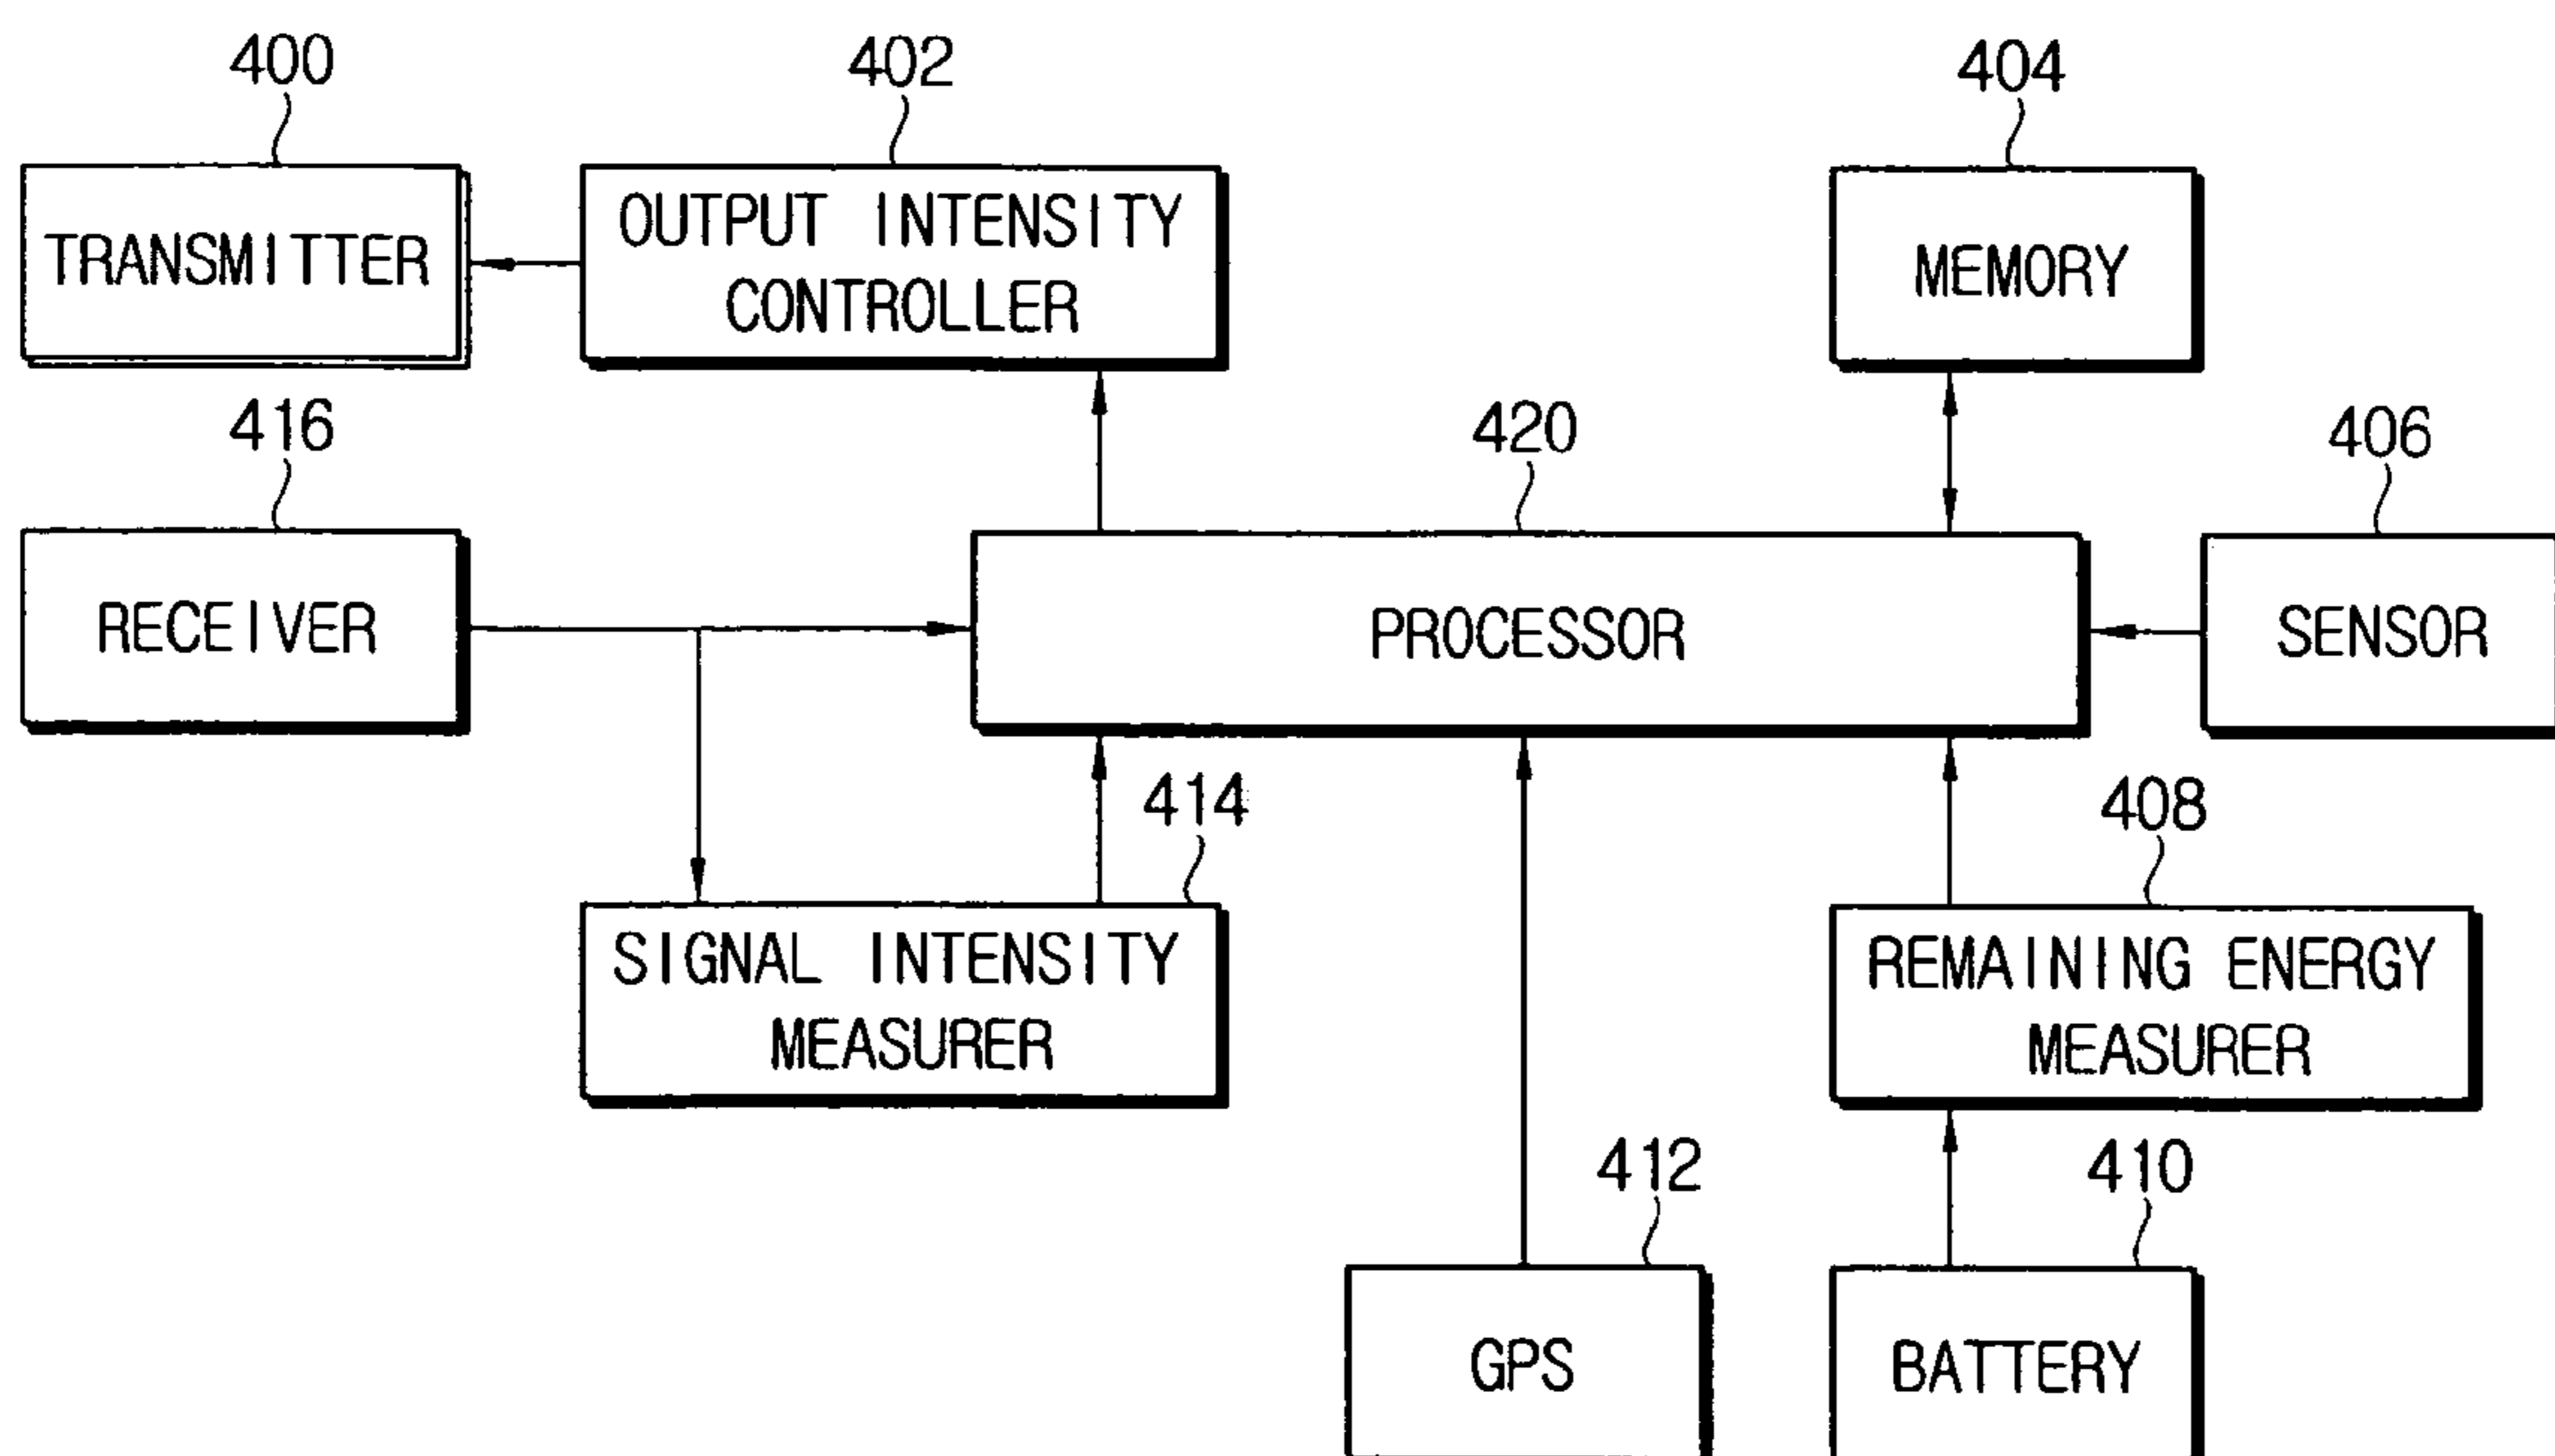 400
402
404
TRANSMITTER
OUTPUT INTENSITY
CONTROLLER
MEMORY
416
420
406
RECEIVER
PROCESSOR
SENSOR
414
408
SIGNAL INTENSITY
MEASURER
REMAINING ENERGY
MEASURER
412
410
GPS
BATTERY